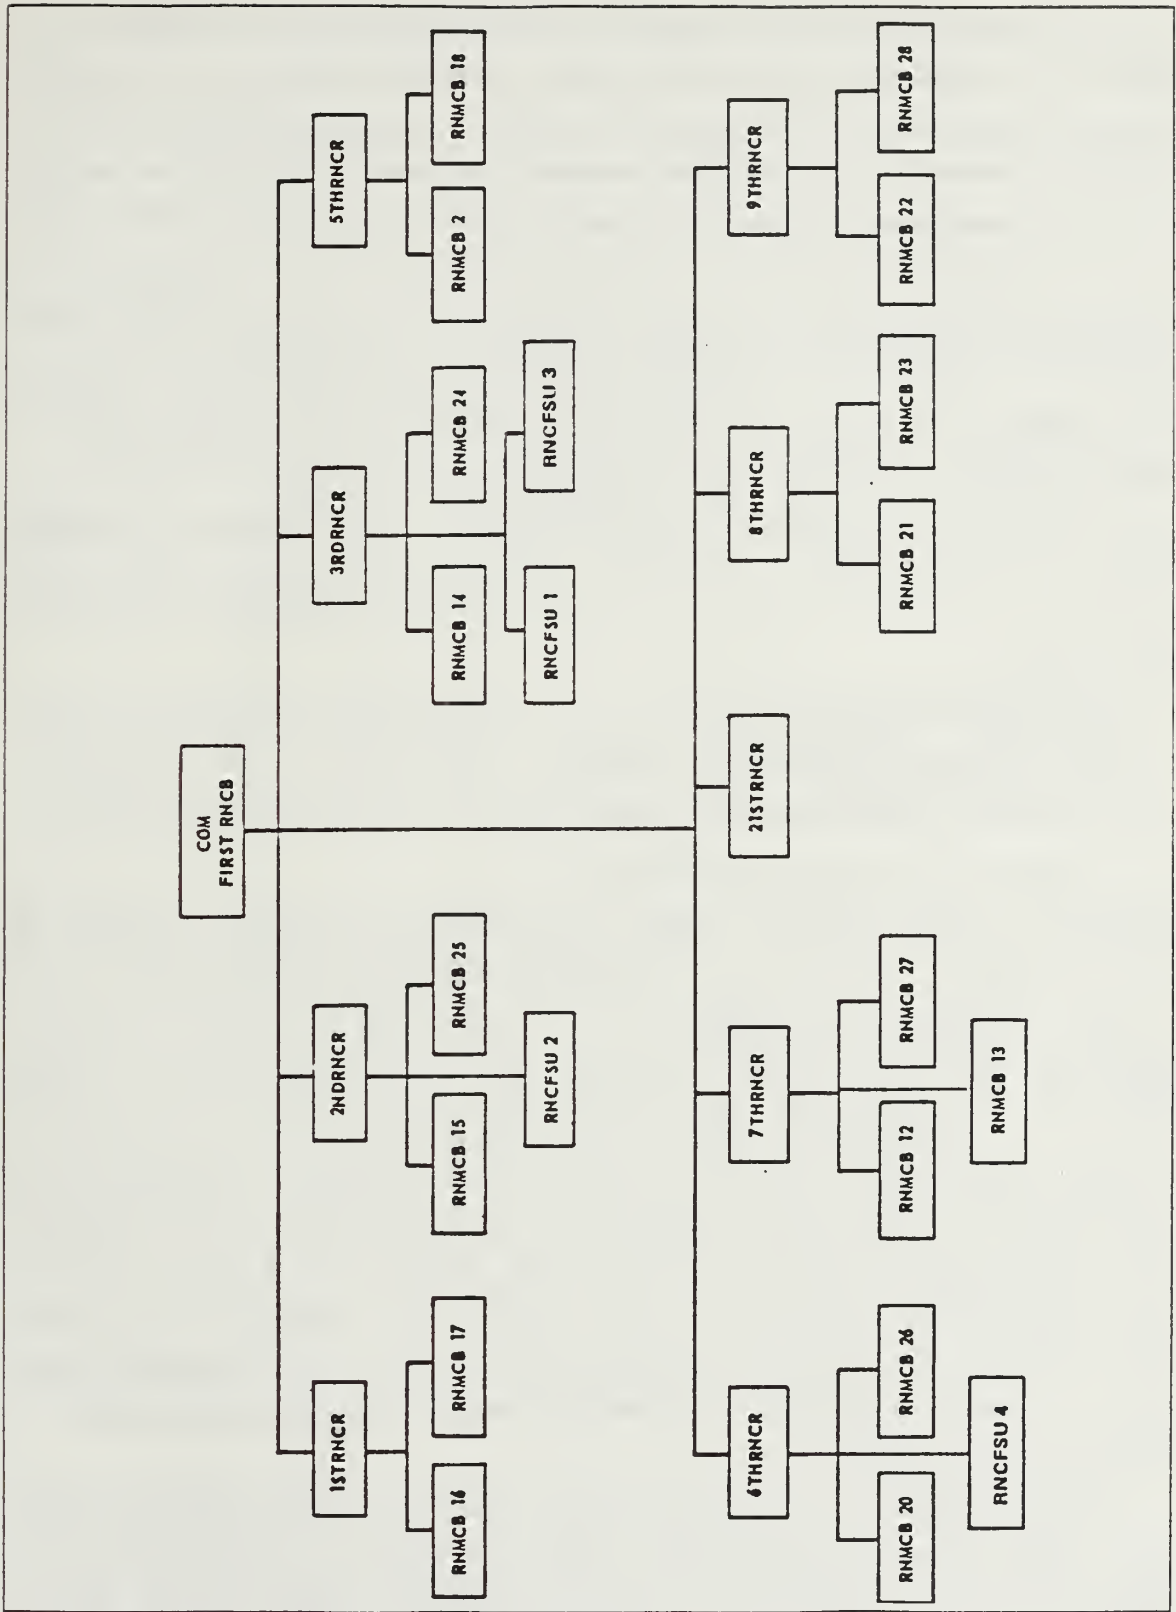 COM
FIRST RNCB
1STRNCR
2NDRNCR
3RDRNCR
5THRNCR
RNMCB 16
RNMCB 17
RNMCB 15
RNMCB 25
RNMCB 14
RNMCB 24
RNMCB 2
RNMCB 18
RNCFSU 2
RNCFSU 1
RNCFSU 3
6THRNCR
7THRNCR
21STRNCR
8THRNCR
9THRNCR
RNMCB 20
RNMCB 26
RNMCB 12
RNMCB 27
RNMCB 21
RNMCB 23
RNMCB 22
RNMCB 28
RNCFSU 4
RNMCB 13